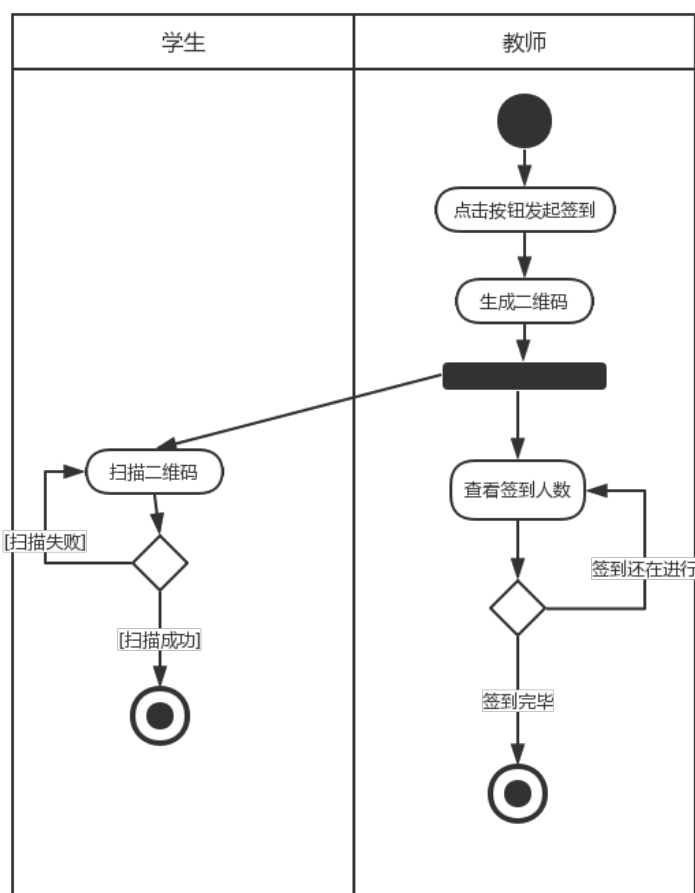 学生
教师
点击按钮发起签到
生成二维码
扫描二维码
查看签到人数
[扫描失败]
签到还在进行
[扫描成功]
签到完毕